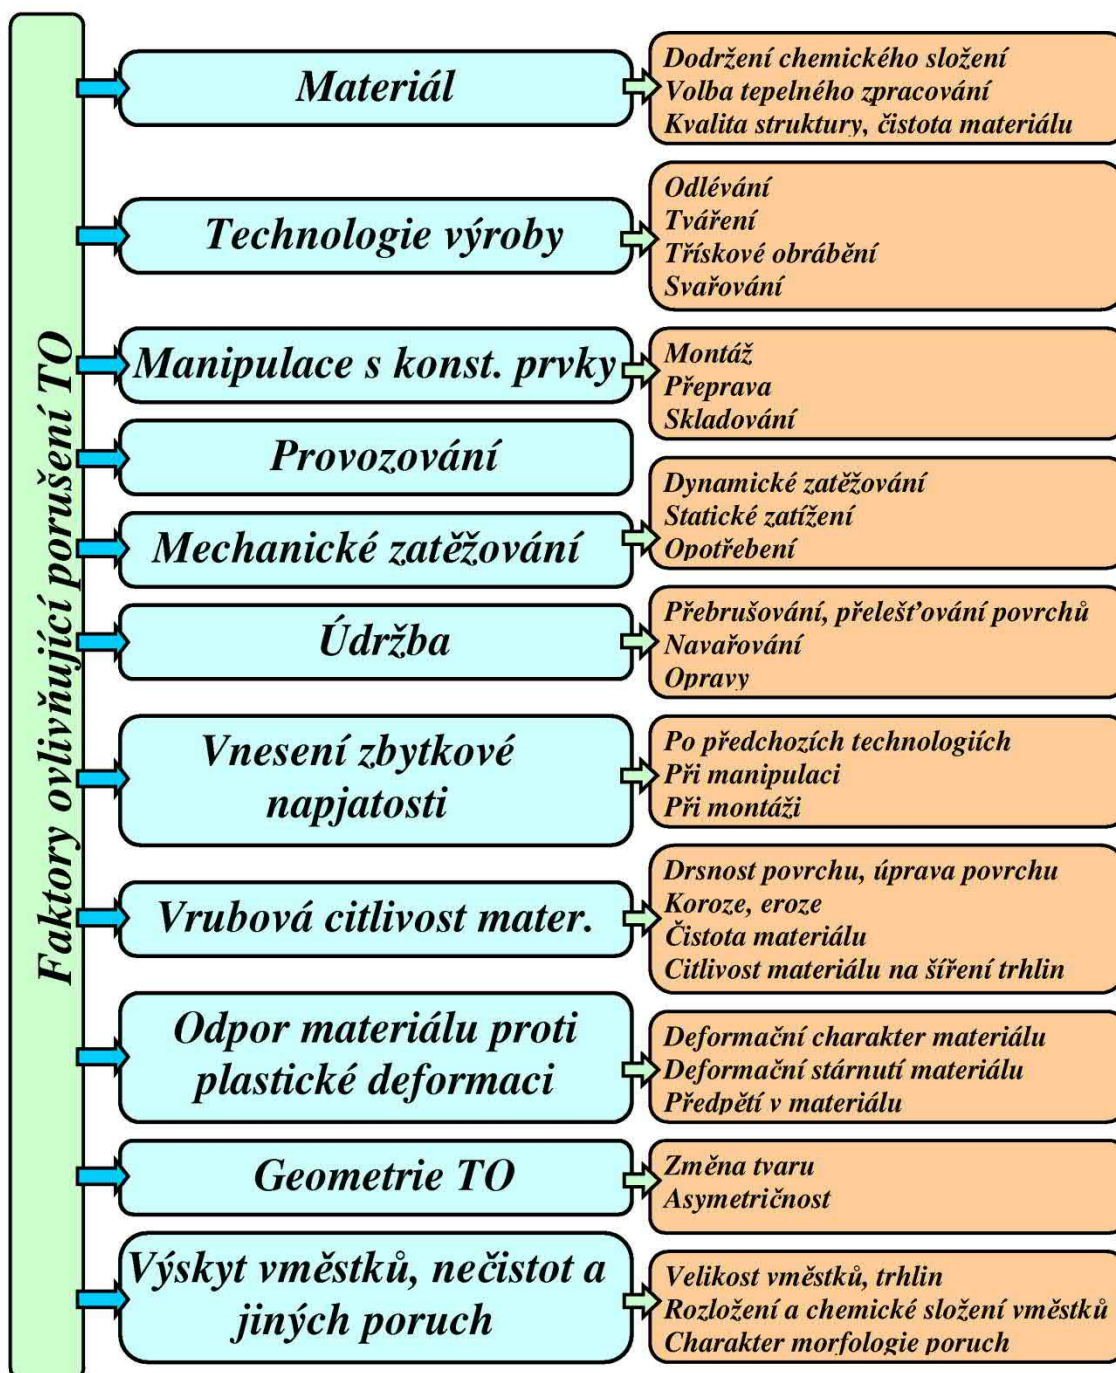 Faktory ovlivňující porušení TO
Materiál
Dodržení chemického složení
Volba tepelného zpracování
Kvalita struktury, čistota materiálu
Technologie výroby
Odlévání
Tváření
Třískové obrábění
Svařování
Manipulace s konst. prvky
Montáž
Přeprava
Skladování
Provozování
Mechanické zatěžování
Dynamické zatěžování
Statické zatížení
Opotřebení
Údržba
Přebrušování, přelešťování povrchů
Navařování
Opravy
Vnesení zbytkové
napjatosti
Po předchozích technologiích
Při manipulaci
Při montáži
Vrubová citlivost mater.
Drsnost povrchu, úprava povrchu
Koroze, eroze
Čistota materiálu
Citlivost materiálu na šíření trhlin
Odpor materiálu proti
plastické deformaci
Deformační charakter materiálu
Deformační stárnutí materiálu
Předpětí v materiálu
Geometrie TO
Změna tvaru
Asymetričnost
Výskyt vměstků, nečistot a
jiných poruch
Velikost vměstků, trhlin
Rozložení a chemické složení vměstků
Charakter morfologie poruch